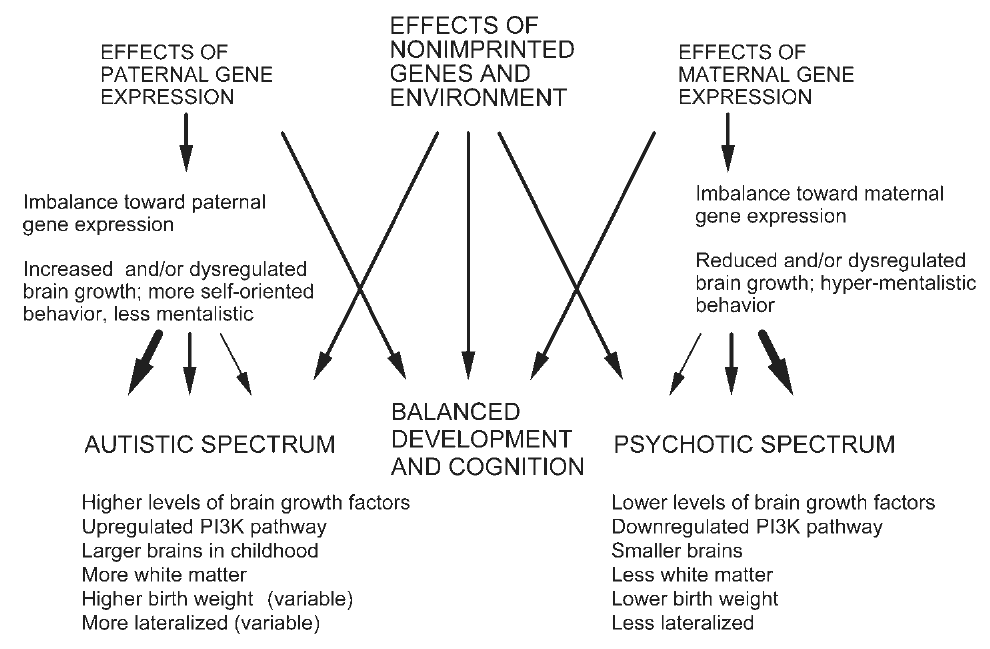 EFFECTS OF
PATERNAL GENE
EXPRESSION
EFFECTS OF
NONIMPRINTED
GENES AND
ENVIRONMENT
EFFECTS OF
MATERNAL GENE
EXPRESSION
Imbalance toward paternal
gene expression
Increased and/or dysregulated
brain growth; more self-oriented
behavior, less mentalistic
Imbalance toward maternal
gene expression
Reduced and/or dysregulated
brain growth; hyper-mentalistic
behavior
AUTISTIC SPECTRUM
Higher levels of brain growth factors
Upregulated PI3K pathway
Larger brains in childhood
More white matter
Higher birth weight (variable)
More lateralized (variable)
BALANCED
DEVELOPMENT
AND COGNITION
PSYCHOTIC SPECTRUM
Lower levels of brain growth factors
Downregulated PI3K pathway
Smaller brains
Less white matter
Lower birth weight
Less lateralized